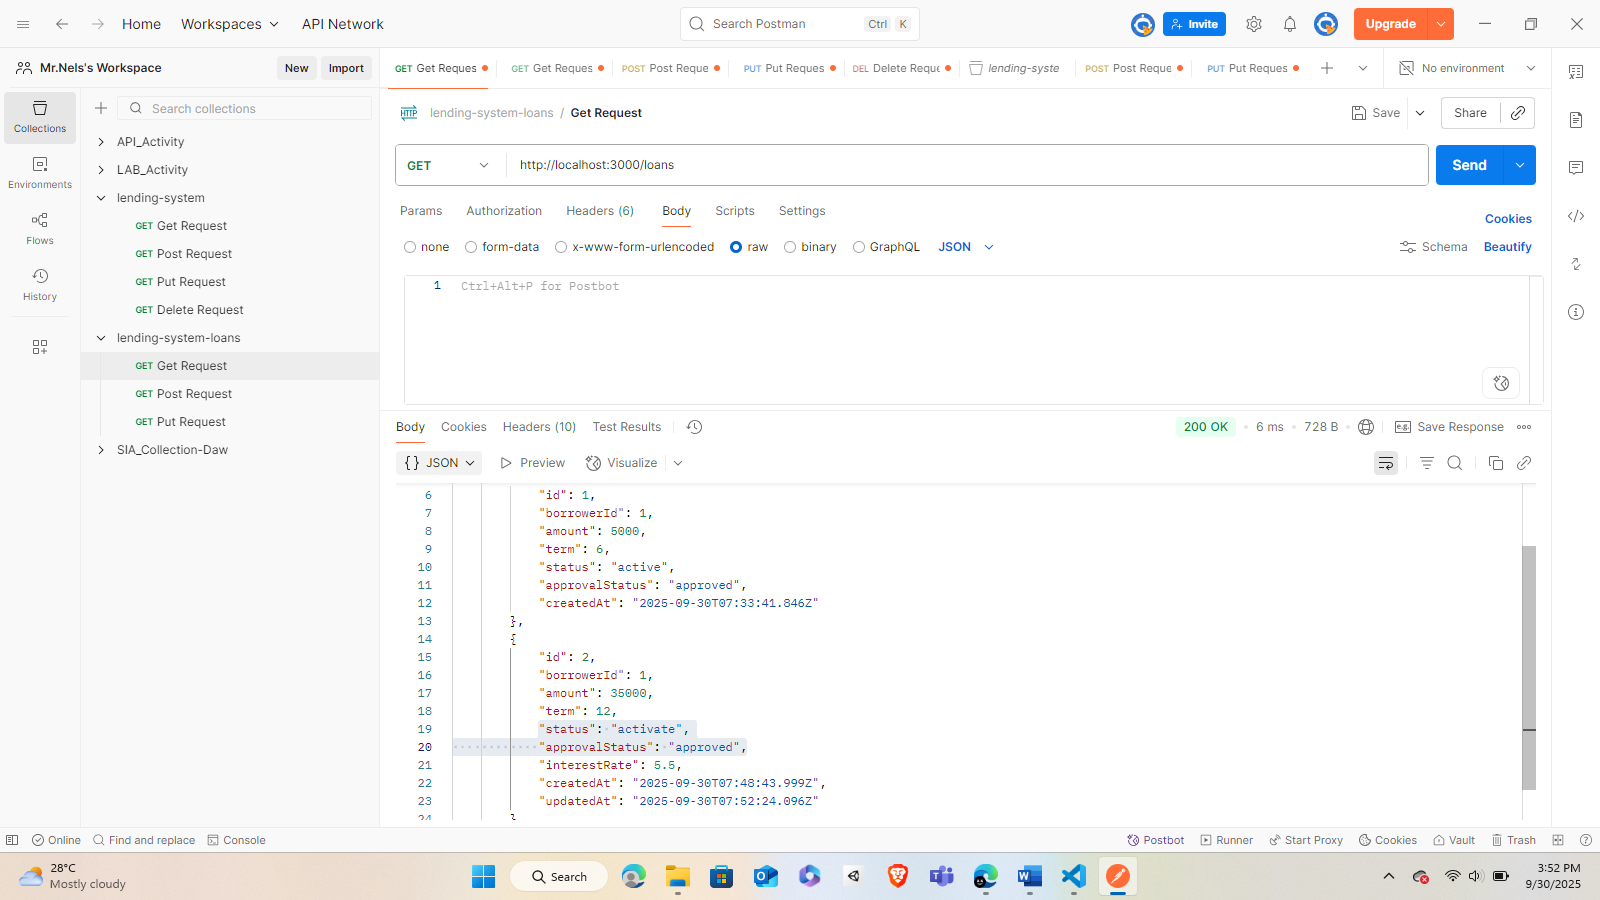 Home
Workspaces
API Network
Search Postman
Ctrl
K
Invite
Upgrade
Mr.Nels's Workspace
New
Import
GET Get Reques
GET Get Reques
POST Post Reque
PUT Put Reques
DEL Delete Reque
lending-syste
POST Post Reque
PUT Put Reques
No environment
Collections
Environments
Flows
History
Search collections
API_Activity
LAB_Activity
lending-system
GET Get Request
GET Post Request
GET Put Request
GET Delete Request
lending-system-loans
GET Get Request
GET Post Request
GET Put Request
SIA_Collection-Daw
HTTP
lending-system-loans / Get Request
Save
Share
GET
http://localhost:3000/loans
Send
Params
Authorization
Headers (6)
Body
Scripts
Settings
Cookies
none
form-data
x-www-form-urlencoded
raw
binary
GraphQL
JSON
Schema
Beautify
1 Ctrl+Alt+P for Postbot
Body
Cookies
Headers (10)
Test Results
200 OK
6 ms
728 B
e.g.
Save Response
{} JSON
Preview
Visualize
6 "id": 1,
7 "borrowerId": 1,
8 "amount": 5000,
9 "term": 6,
10 "status": "active",
11 "approvalStatus": "approved",
12 "createdAt": "2025-09-30T07:33:41.846Z"
13 },
14 {
15 "id": 2,
16 "borrowerId": 1,
17 "amount": 35000,
18 "term": 12,
19 "status": "activate",
20 "approvalStatus": "approved",
21 "interestRate": 5.5,
22 "createdAt": "2025-09-30T07:48:43.999Z",
23 "updatedAt": "2025-09-30T07:52:24.096Z"
24 }
Online
Find and replace
Console
Postbot
Runner
Start Proxy
Cookies
Vault
Trash
28°C
Mostly cloudy
Search
3:52 PM
9/30/2025